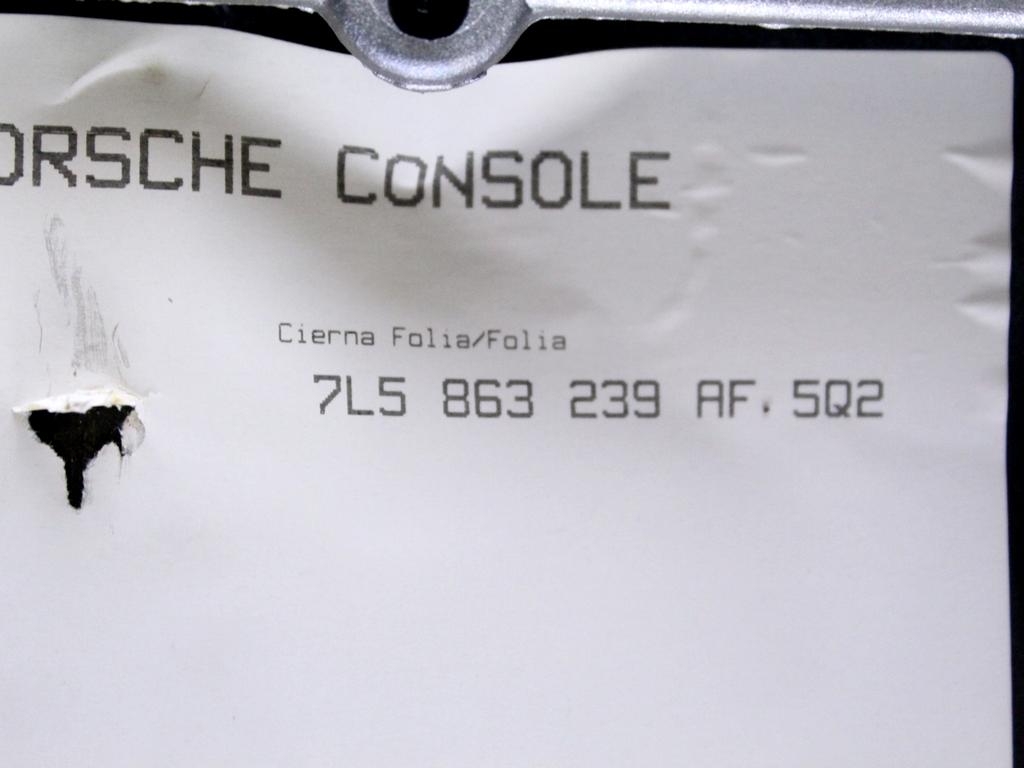 ORSCHE CONSOLE
Cierna Folia/Folia
7L5 863 239 AF. 5Q2